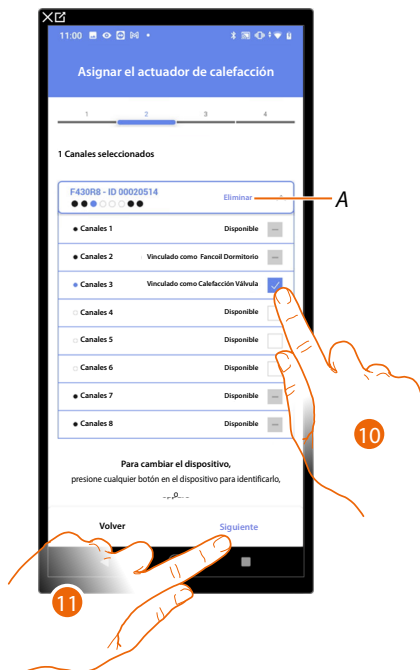 11:00
Asignar el actuador de calefacción
1 2 3 4
1 Canales seleccionados
F430R8 - ID 00020514
Eliminar
A
Canales 1 Disponible
Canales 2 Vinculado como Fancoil Dormitorio
Canales 3 Vinculado como Calefacción Válvula
Canales 4 Disponible
Canales 5 Disponible
Canales 6 Disponible
Canales 7 Disponible
Canales 8 Disponible
10
Para cambiar el dispositivo,
presione cualquier botón en el dispositivo para identificarlo,
Volver Siguiente
11